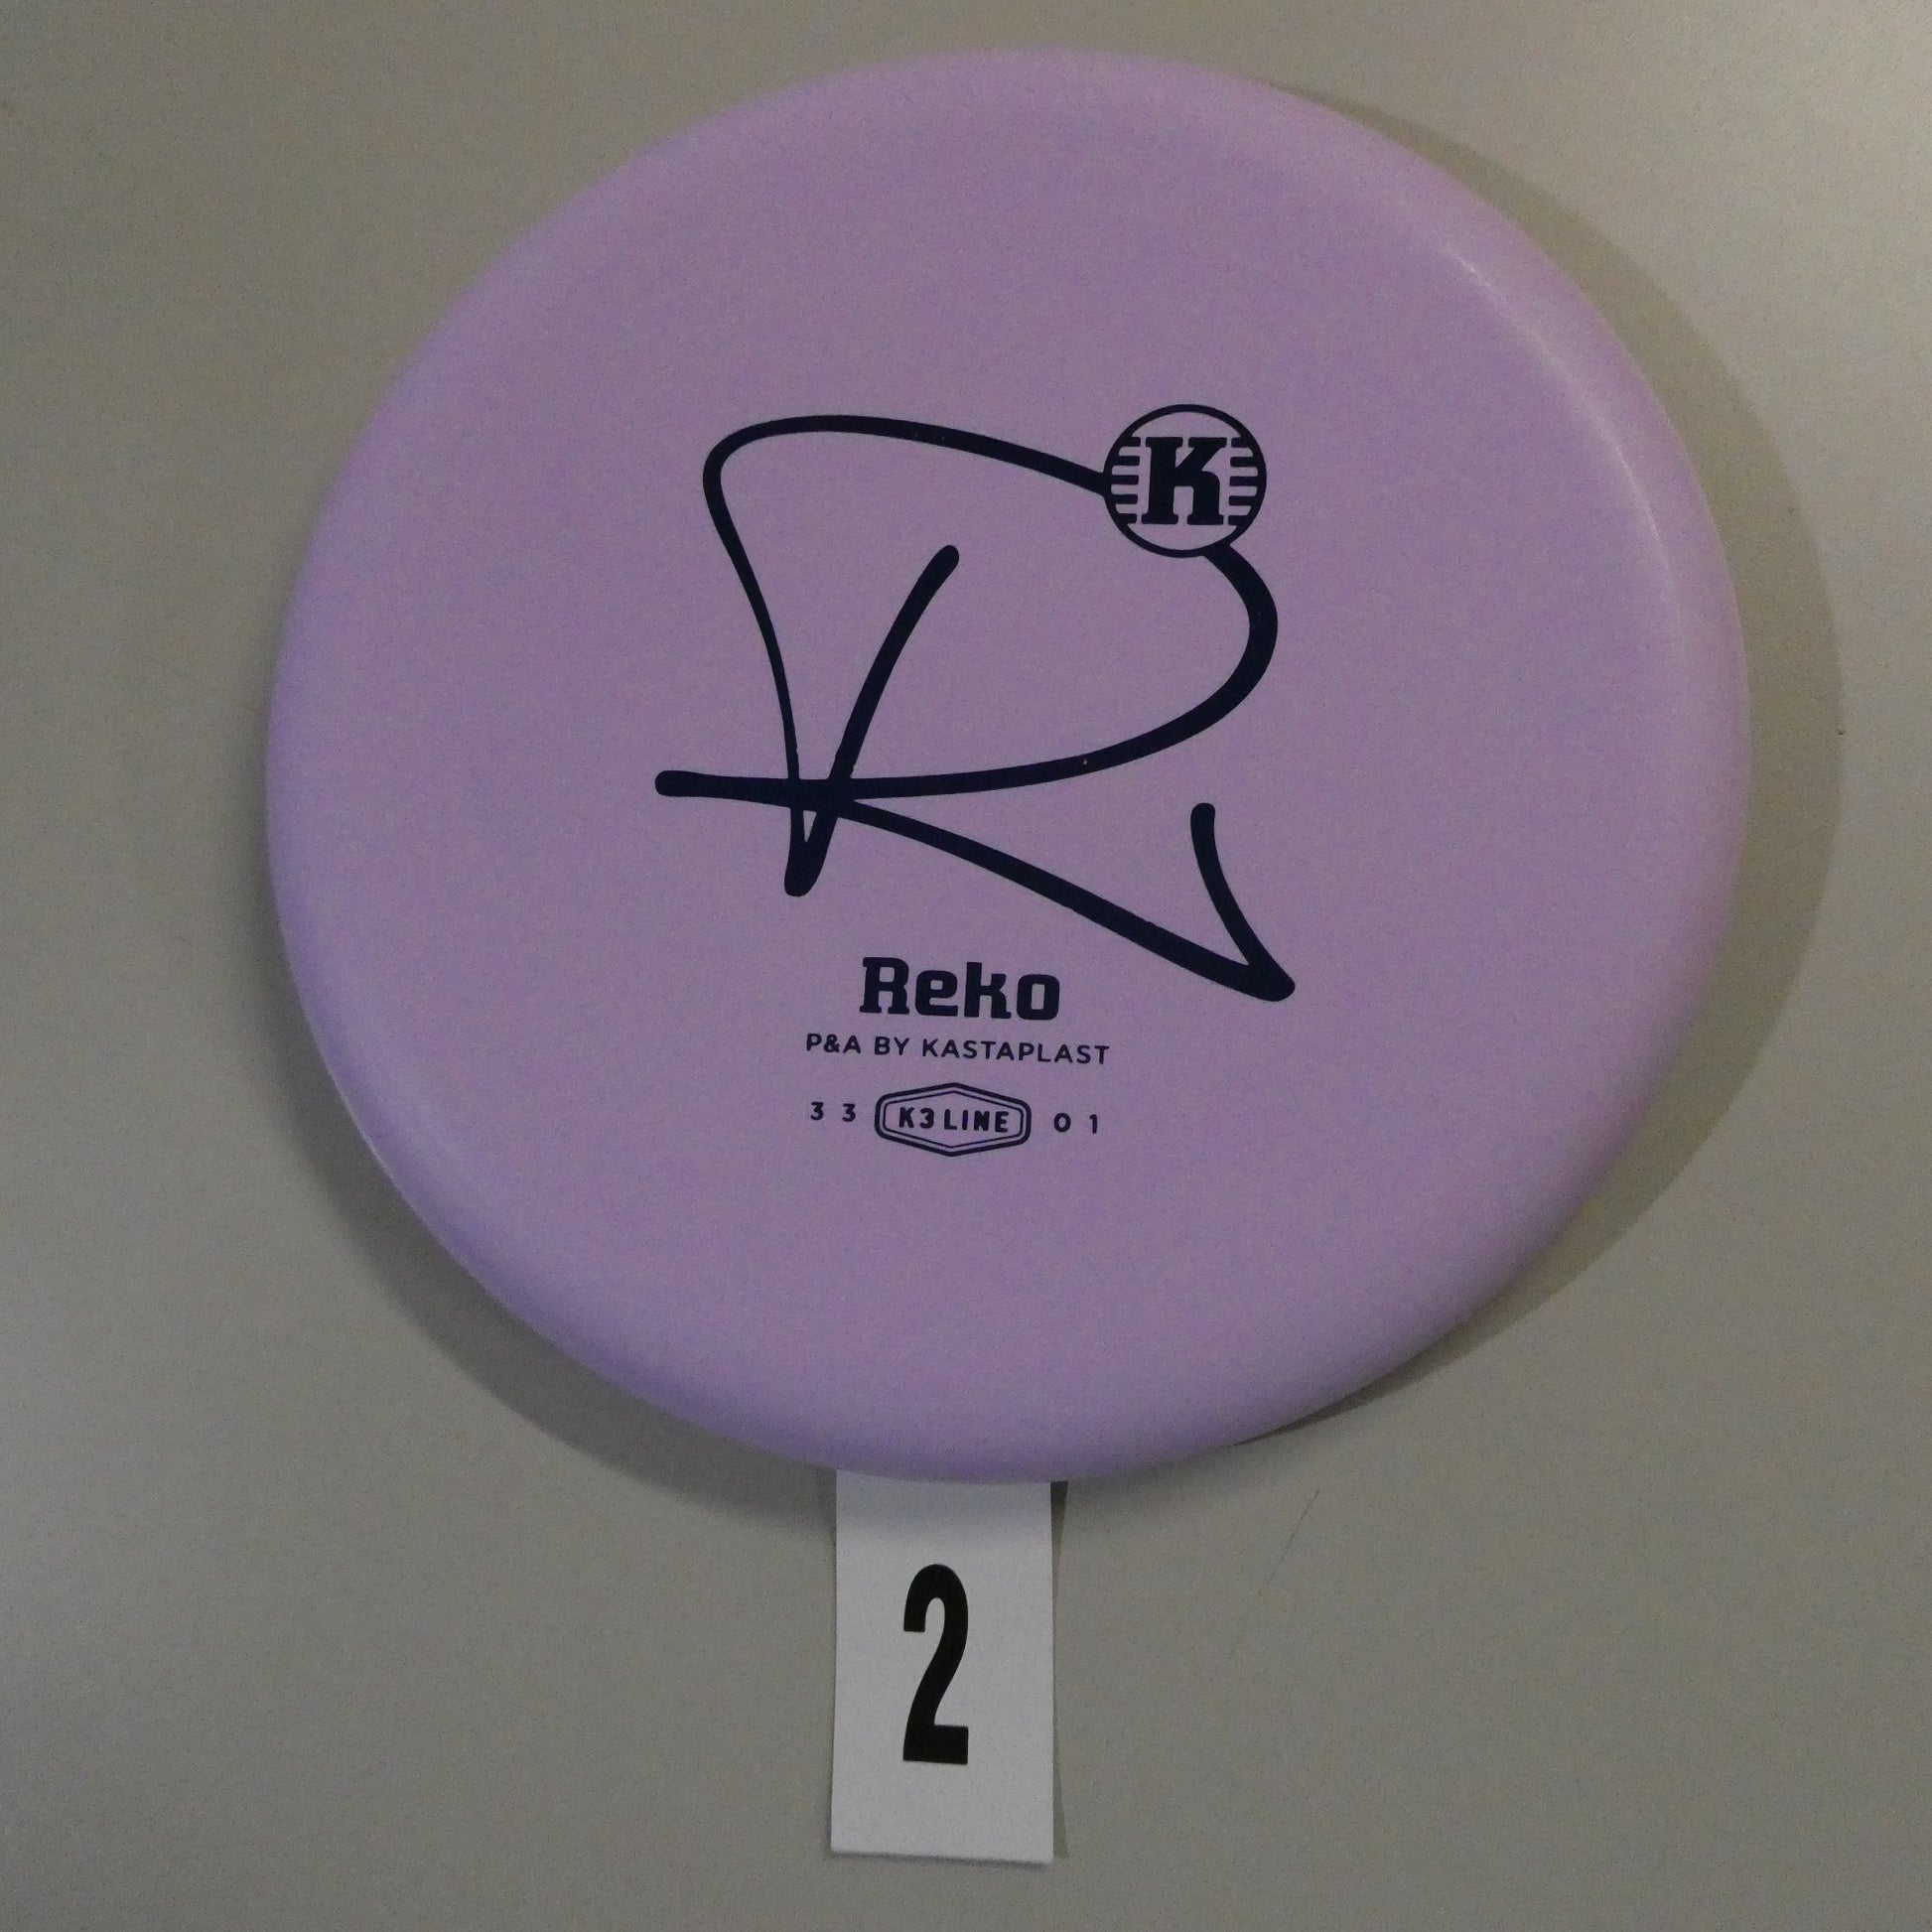 K
Reko
P&A BY KASTAPLAST
3 3 K3 LINE 0 1
2